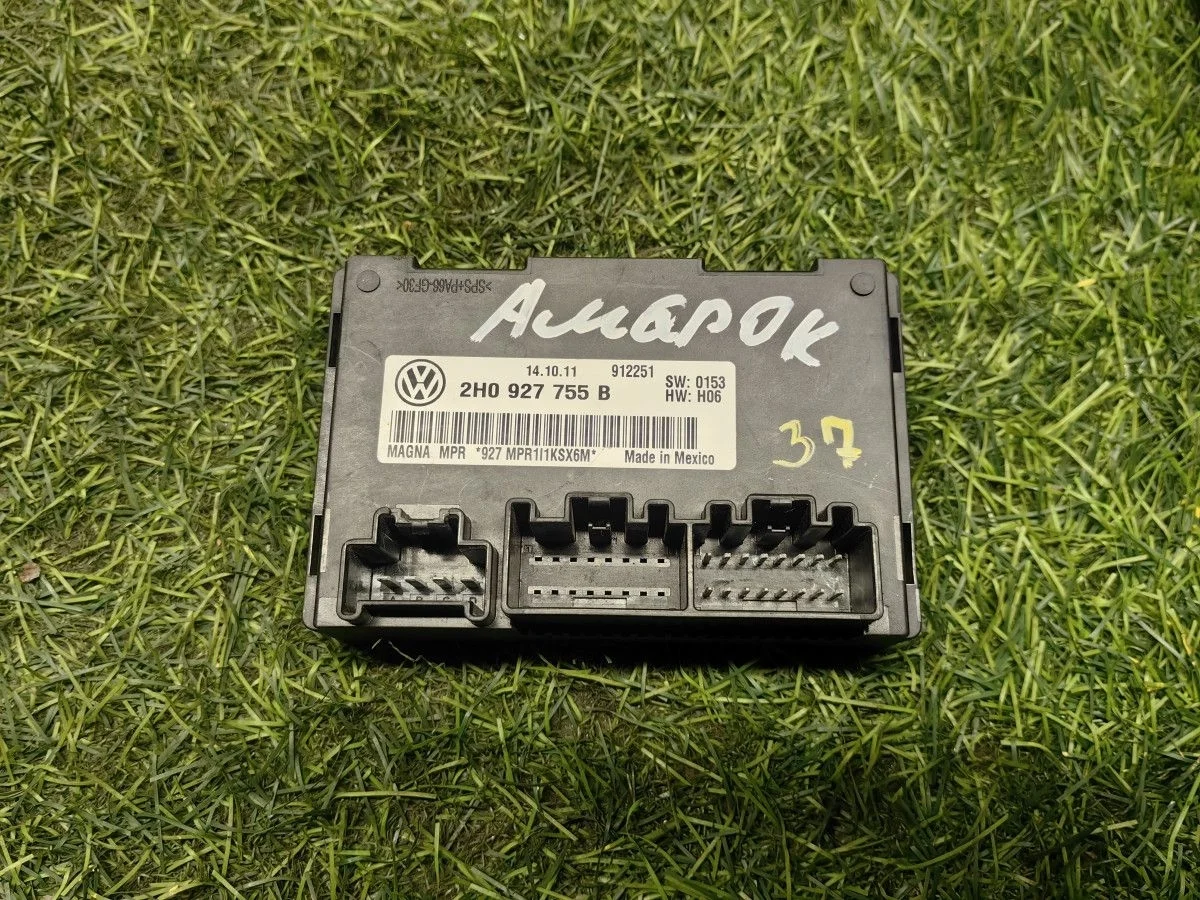 >SPS+PA66-GF30<
Амарок
14.10.11 912251
2H0 927 755 B
SW: 0153
HW: H06
37
MAGNA MPR *927 MPR1I1KSX6M* Made in Mexico